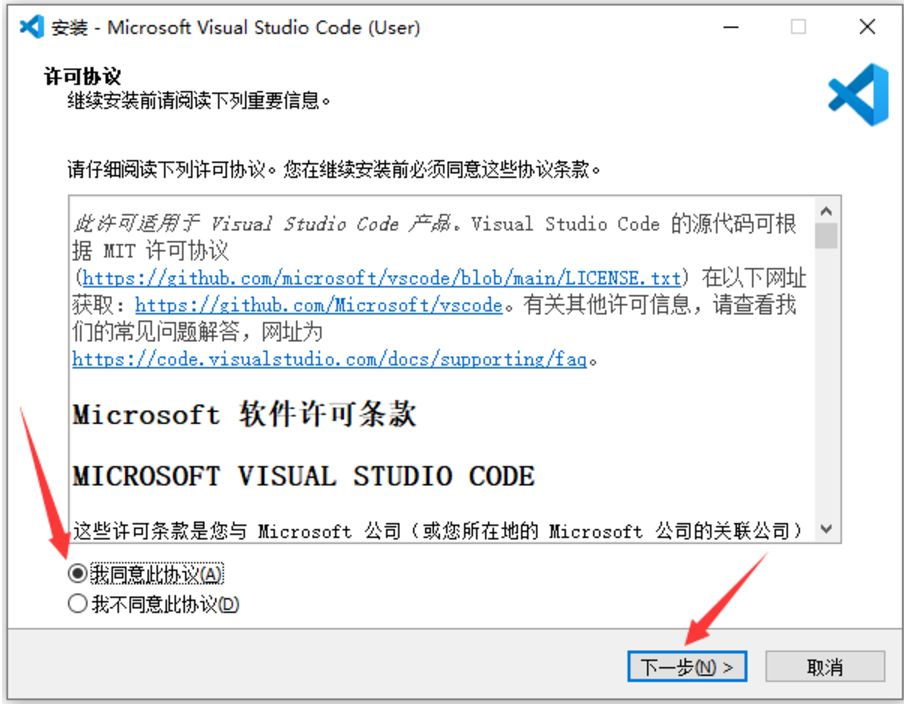 安装 - Microsoft Visual Studio Code (User)
许可协议
继续安装前请阅读下列重要信息。
请仔细阅读下列许可协议。您在继续安装前必须同意这些协议条款。
此许可适用于 Visual Studio Code 产品。Visual Studio Code 的源代码可根
据 MIT 许可协议
(https://github.com/microsoft/vscode/blob/main/LICENSE.txt) 在以下网址
获取：https://github.com/Microsoft/vscode。有关其他许可信息，请查看我
们的常见问题解答，网址为
https://code.visualstudio.com/docs/supporting/faq。
Microsoft 软件许可条款
MICROSOFT VISUAL STUDIO CODE
这些许可条款是您与 Microsoft 公司（或您所在地的 Microsoft 公司的关联公司）
我同意此协议(A)
我不同意此协议(D)
下一步(N) >
取消